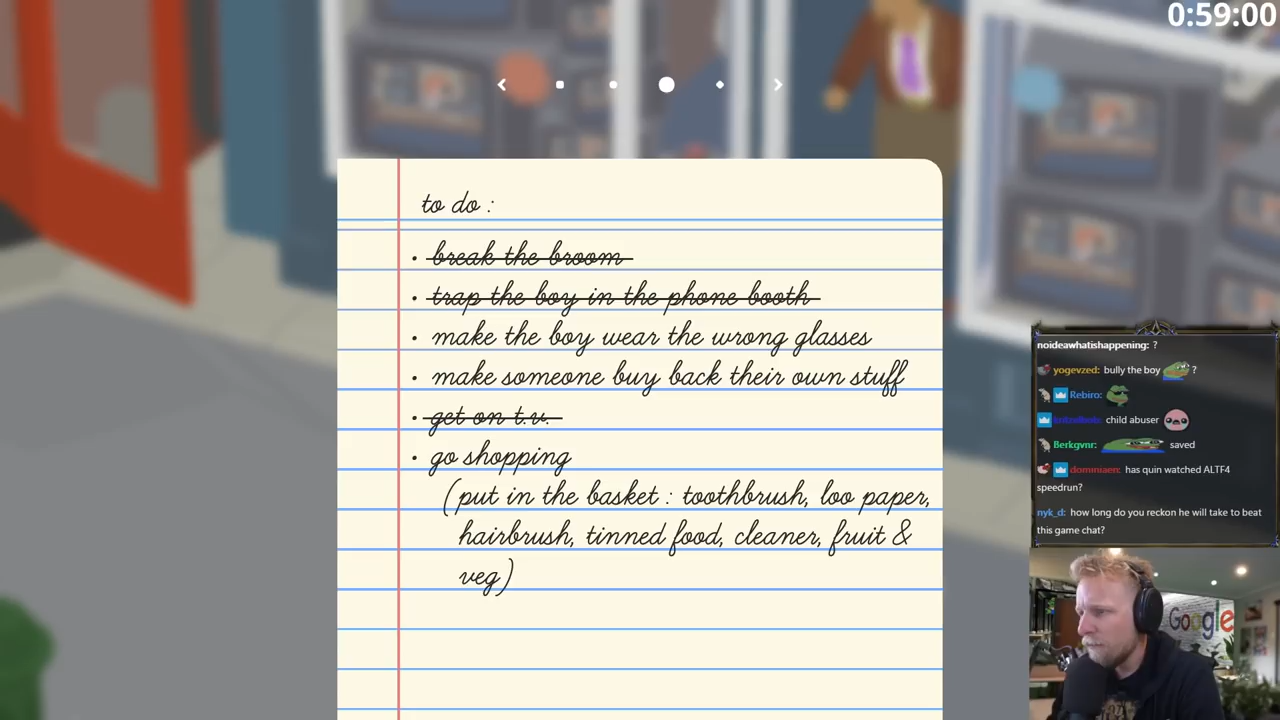 0:59:00
to do :
• break the broom
• trap the boy in the phone booth
• make the boy wear the wrong glasses
• make someone buy back their own stuff
• get on t.v.
• go shopping
(put in the basket : toothbrush, loo paper,
hairbrush, tinned food, cleaner, fruit &
veg)
noideawhatishappening: ?
yogevzed: bully the boy ?
Rebiro:
child abuser
Berkgvnr: saved
domniaen: has quin watched ALTF4
speedrun?
nyk_d: how long do you reckon he will take to beat
this game chat?
Google